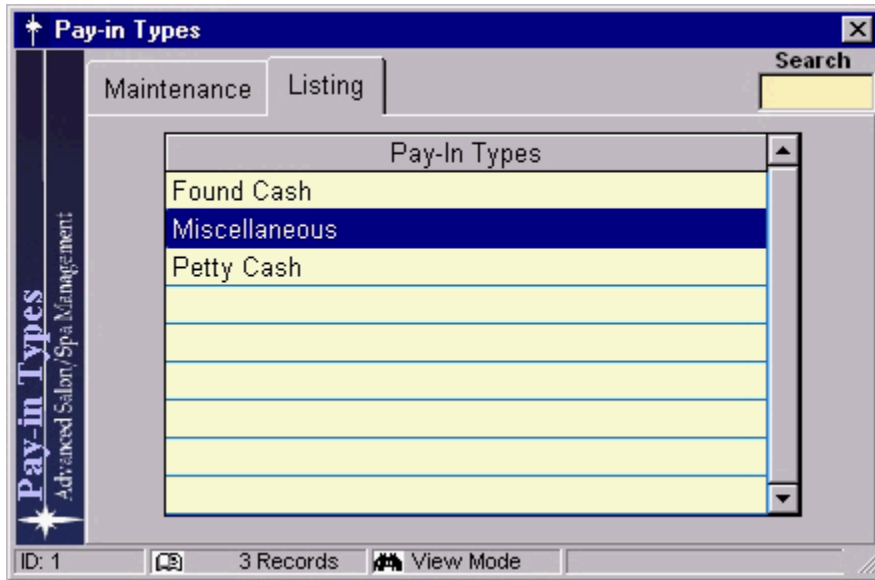 Pay-in Types
Search
Maintenance
Listing
Pay-In Types
Found Cash
Miscellaneous
Petty Cash
Pay-in Types
Advanced Salon/Spa Management
ID: 1
3 Records
View Mode